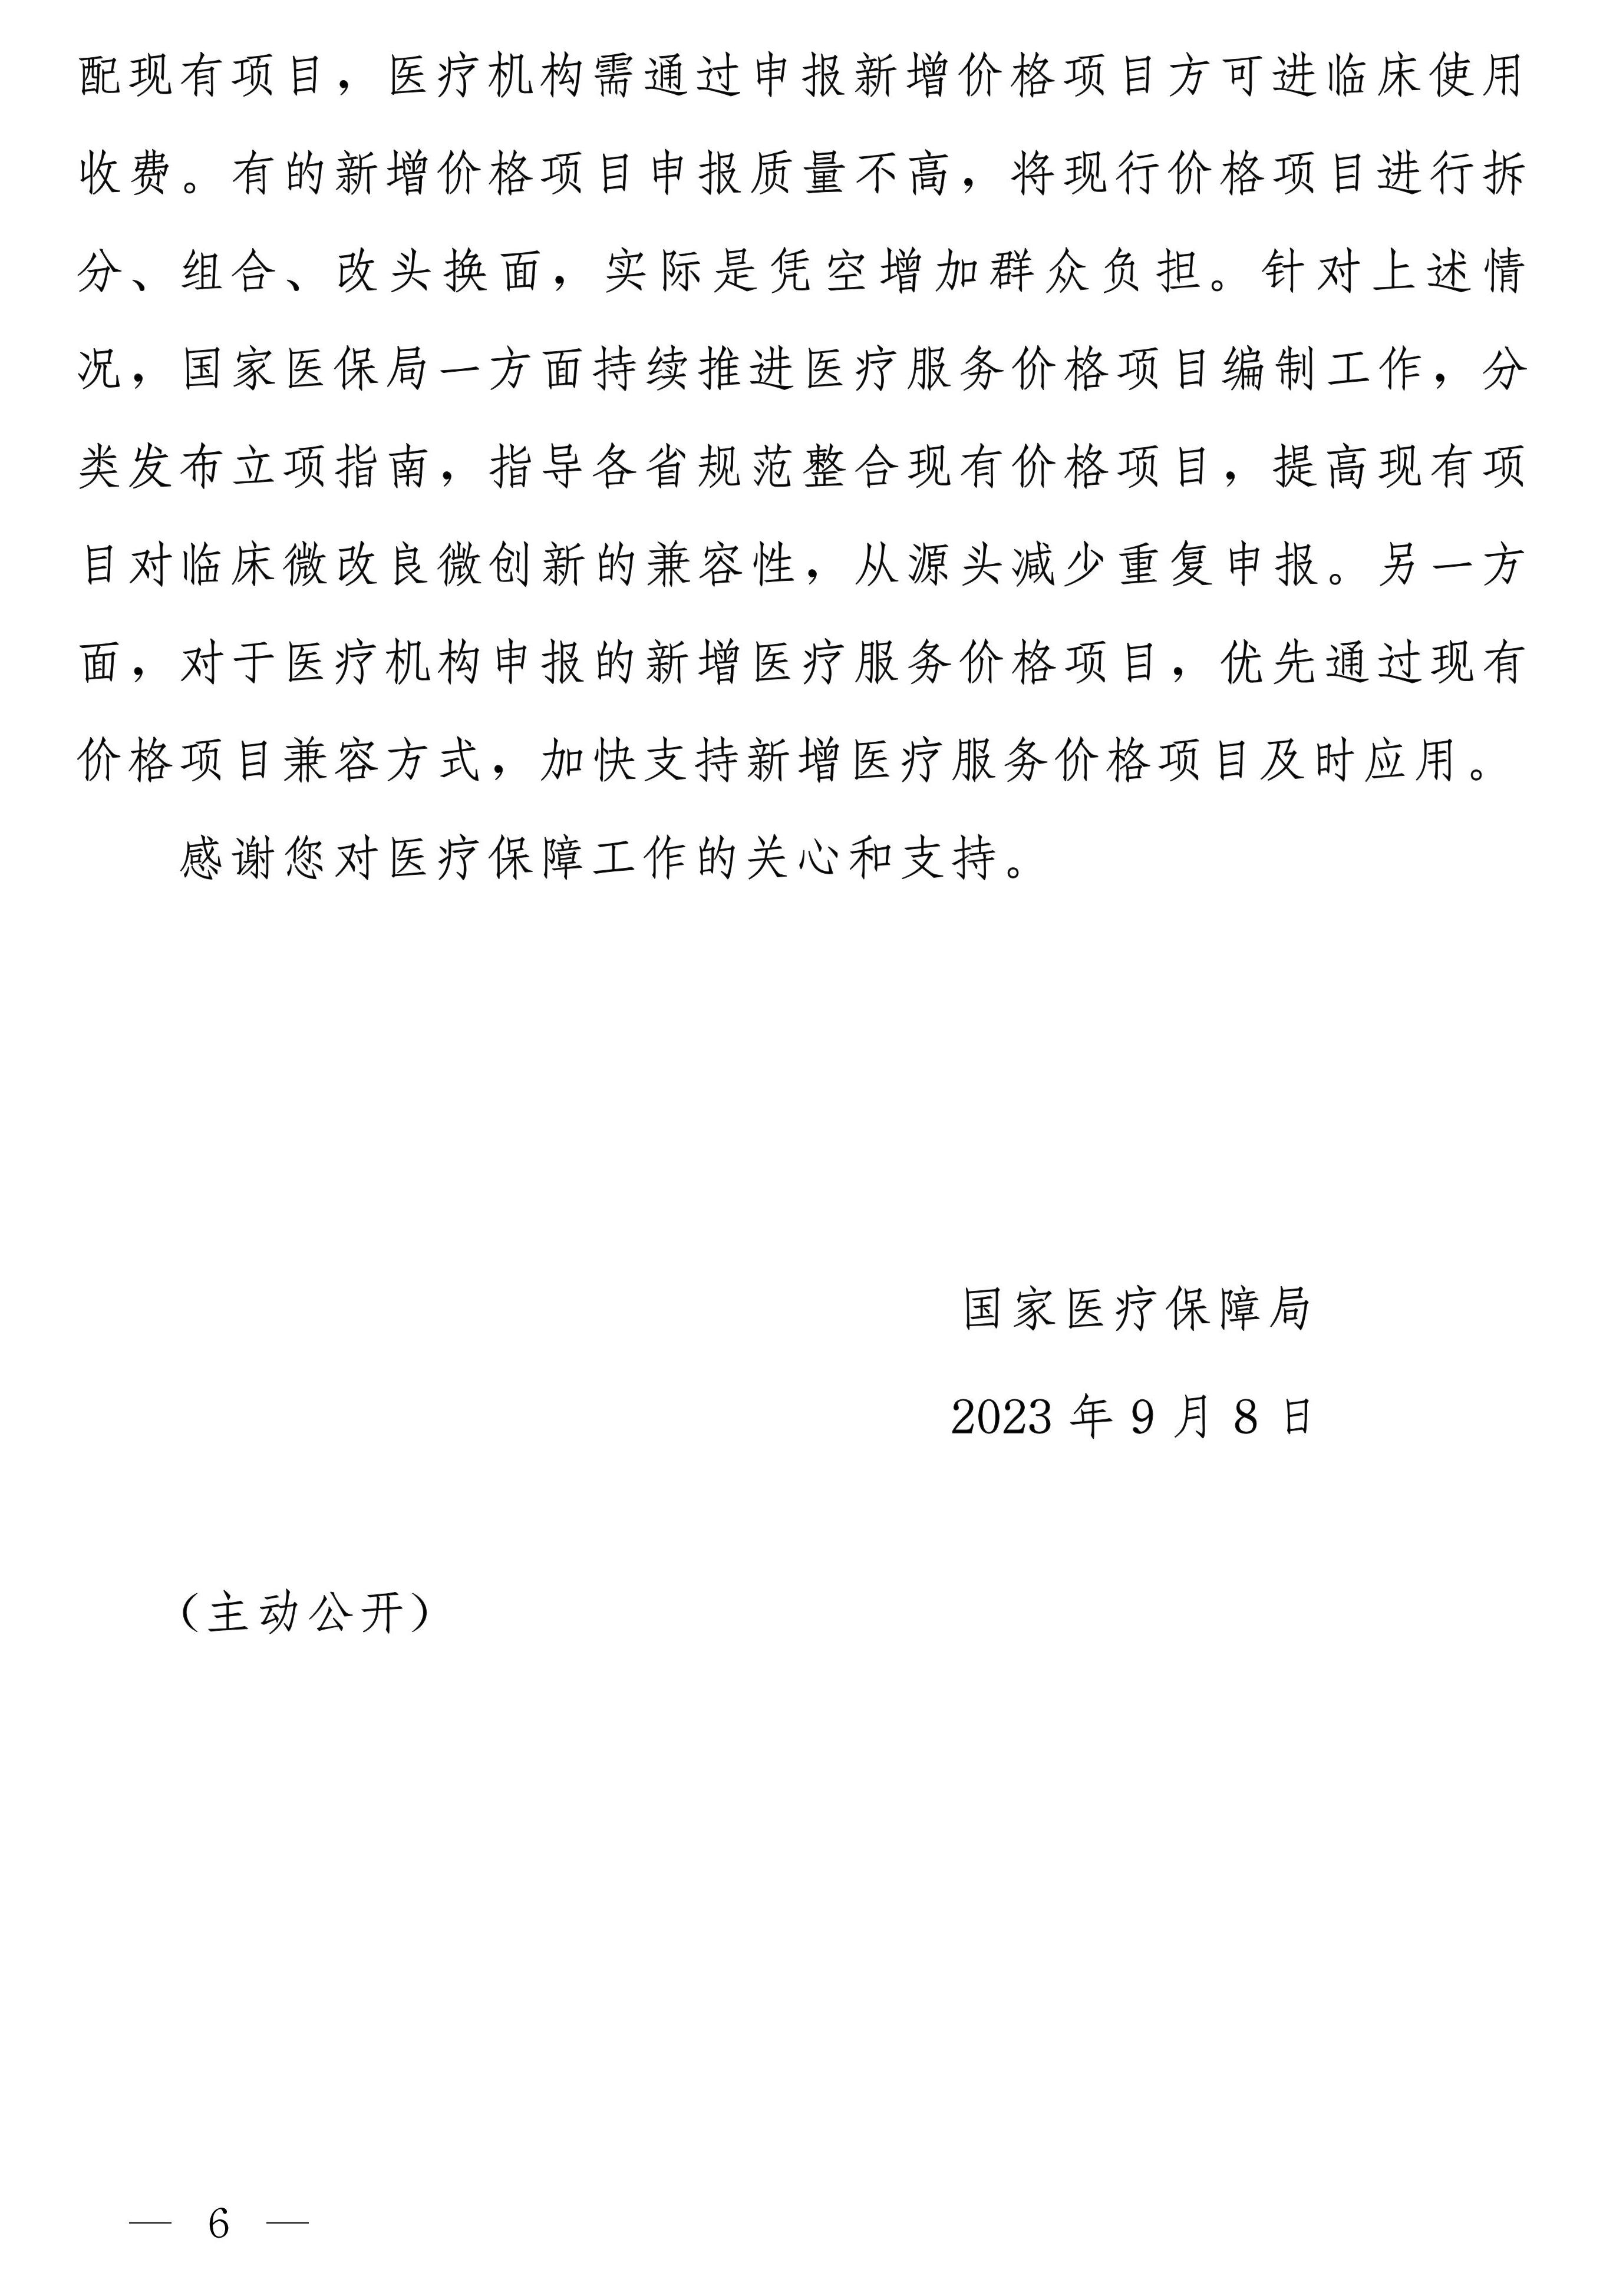 配现有项目，医疗机构需通过申报新增价格项目方可进临床使用
收费。有的新增价格项目申报质量不高，将现行价格项目进行拆
分、组合、改头换面，实际是凭空增加群众负担。针对上述情
况，国家医保局一方面持续推进医疗服务价格项目编制工作，分
类发布立项指南，指导各省规范整合现有价格项目，提高现有项
目对临床微改良微创新的兼容性，从源头减少重复申报。另一方
面，对于医疗机构申报的新增医疗服务价格项目，优先通过现有
价格项目兼容方式，加快支持新增医疗服务价格项目及时应用。
感谢您对医疗保障工作的关心和支持。
国家医疗保障局
2023 年 9 月 8 日
（主动公开）
— 6 —